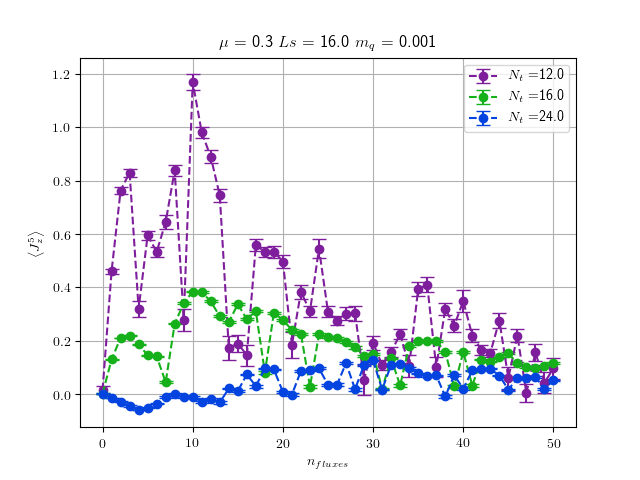 μ = 0.3 Ls = 16.0 m_q = 0.001
N_t =12.0
N_t =16.0
N_t =24.0
1.2
1.0
0.8
0.6
0.4
0.2
0.0
⟨J_z^5⟩
0 10 20 30 40 50
n_{fluxes}